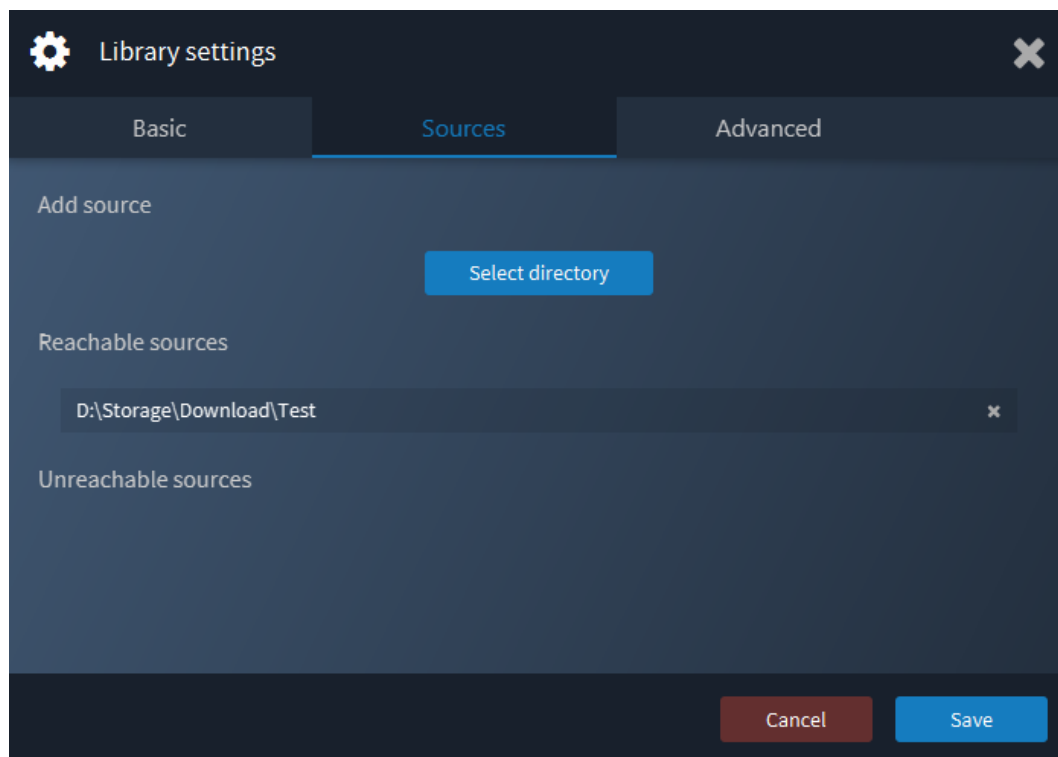 Library settings
Basic Sources Advanced
Add source
Select directory
Reachable sources
D:\Storage\Download\Test
Unreachable sources
Cancel Save